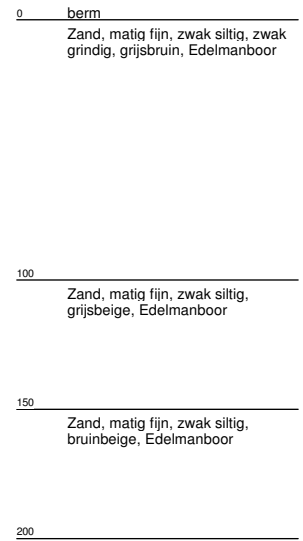 0 berm
Zand, matig fijn, zwak siltig, zwak
grindig, grijsbruin, Edelmanboor
100
Zand, matig fijn, zwak siltig,
grijsbeige, Edelmanboor
150
Zand, matig fijn, zwak siltig,
bruinbeige, Edelmanboor
200